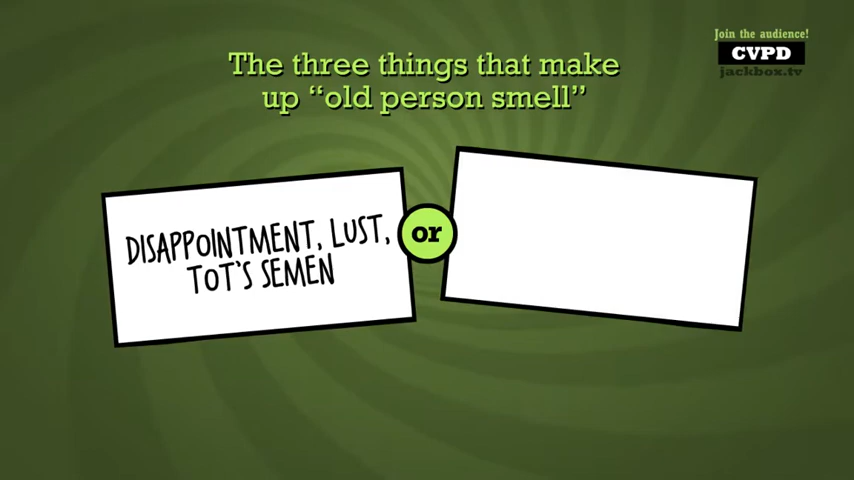 Join the audience!
CVPD
jackbox.tv
The three things that make
up “old person smell”
DISAPPOINTMENT, LUST,
TOT'S SEMEN
or